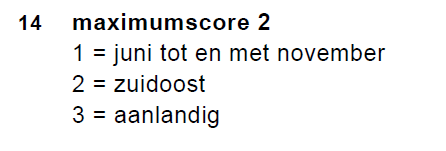 14 maximumscore 2
1 = juni tot en met november
2 = zuidoost
3 = aanlandig